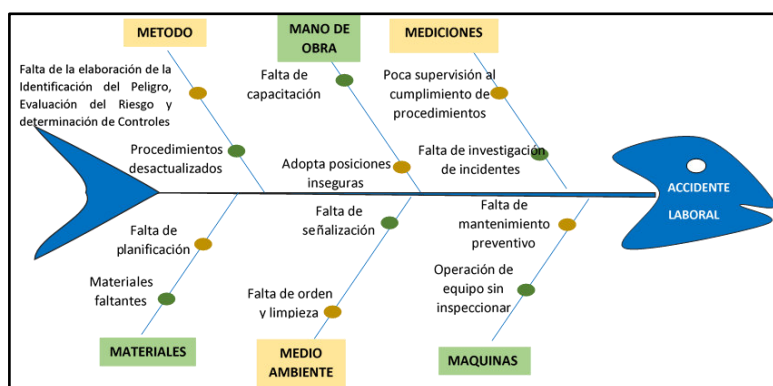 METODO
MANO DE
OBRA
MEDICIONES
Falta de la elaboración de la
Identificación del Peligro,
Evaluación del Riesgo y
determinación de Controles
Falta de
capacitación
Poca supervisión al
cumplimiento de
procedimientos
Procedimientos
desactualizados
Adopta posiciones
inseguras
Falta de investigación
de incidentes
ACCIDENTE
LABORAL
Falta de
planificación
Falta de
señalización
Falta de
mantenimiento
preventivo
Materiales
faltantes
Falta de orden
y limpieza
Operación de
equipo sin
inspeccionar
MATERIALES
MEDIO
AMBIENTE
MAQUINAS